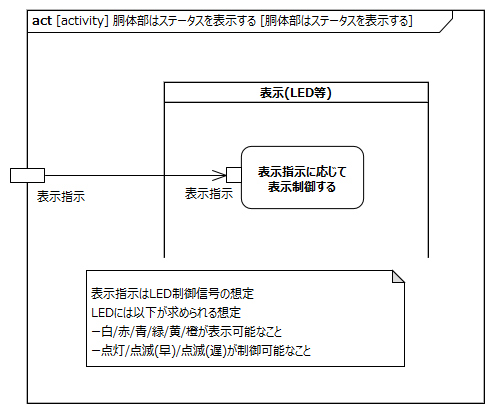 act [activity] 胴体部はステータスを表示する [胴体部はステータスを表示する]
表示(LED等)
表示指示に応じて
表示制御する
表示指示
表示指示
表示指示はLED制御信号の想定
LEDには以下が求められる想定
−白/赤/青/緑/黄/橙が表示可能なこと
−点灯/点滅(早)/点滅(遅)が制御可能なこと